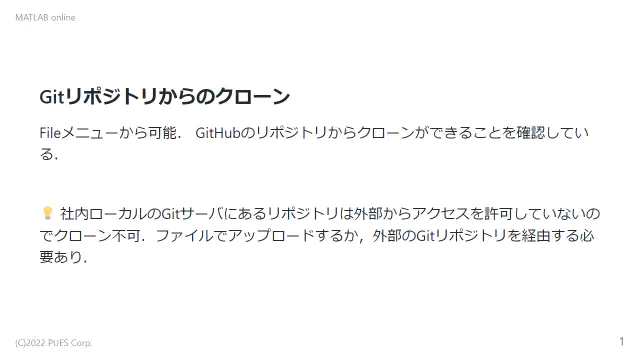 MATLAB online
Gitリポジトリからのクローン
Fileメニューから可能． GitHubのリポジトリからクローンができることを確認してい
る．
💡 社内ローカルのGitサーバにあるリポジトリは外部からアクセスを許可していないの
でクローン不可．ファイルでアップロードするか，外部のGitリポジトリを経由する必
要あり．
(C)2022 PUES Corp.
1